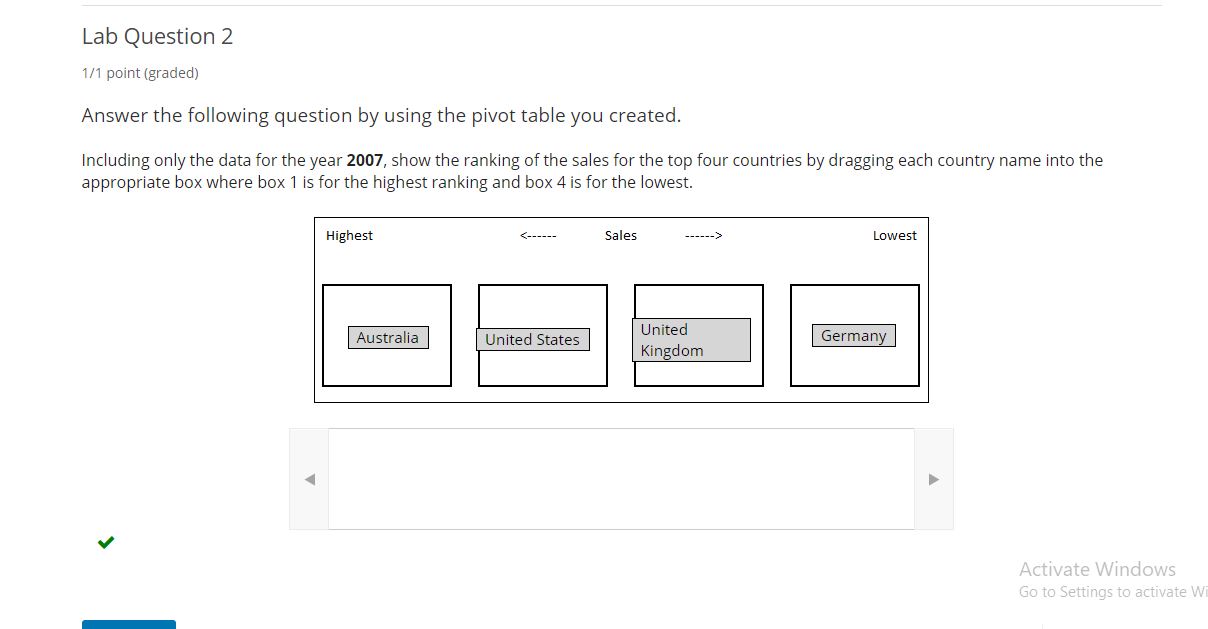 Lab Question 2
1/1 point (graded)
Answer the following question by using the pivot table you created.
Including only the data for the year 2007, show the ranking of the sales for the top four countries by dragging each country name into the
appropriate box where box 1 is for the highest ranking and box 4 is for the lowest.
Highest <------ Sales ------> Lowest
Australia
United States
United
Kingdom
Germany
Activate Windows
Go to Settings to activate Wi